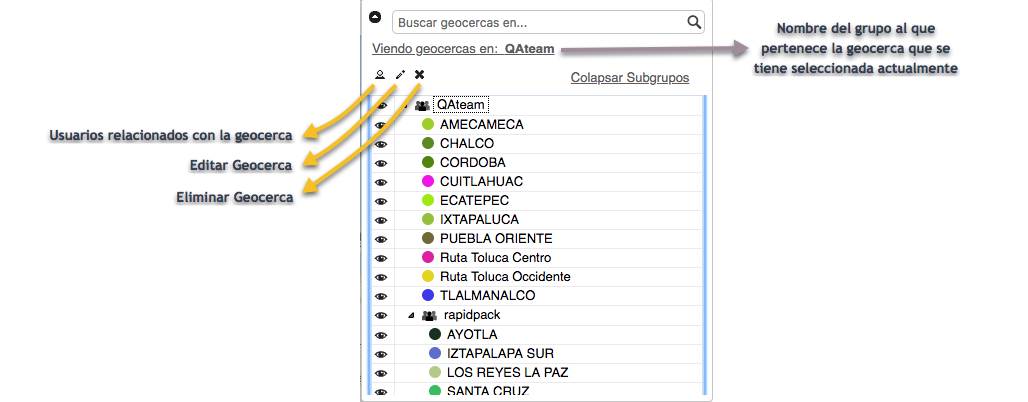 Buscar geocercas en...
Viendo geocercas en: QAteam
Nombre del grupo al que
pertenece la geocerca que se
tiene seleccionada actualmente
Colapsar Subgrupos
Usuarios relacionados con la geocerca
Editar Geocerca
Eliminar Geocerca
QAteam
AMECAMECA
CHALCO
CORDOBA
CUITLAHUAC
ECATEPEC
IXTAPALUCA
PUEBLA ORIENTE
Ruta Toluca Centro
Ruta Toluca Occidente
TLALMANALCO
rapidpack
AYOTLA
IZTAPALAPA SUR
LOS REYES LA PAZ
SANTA CRUZ